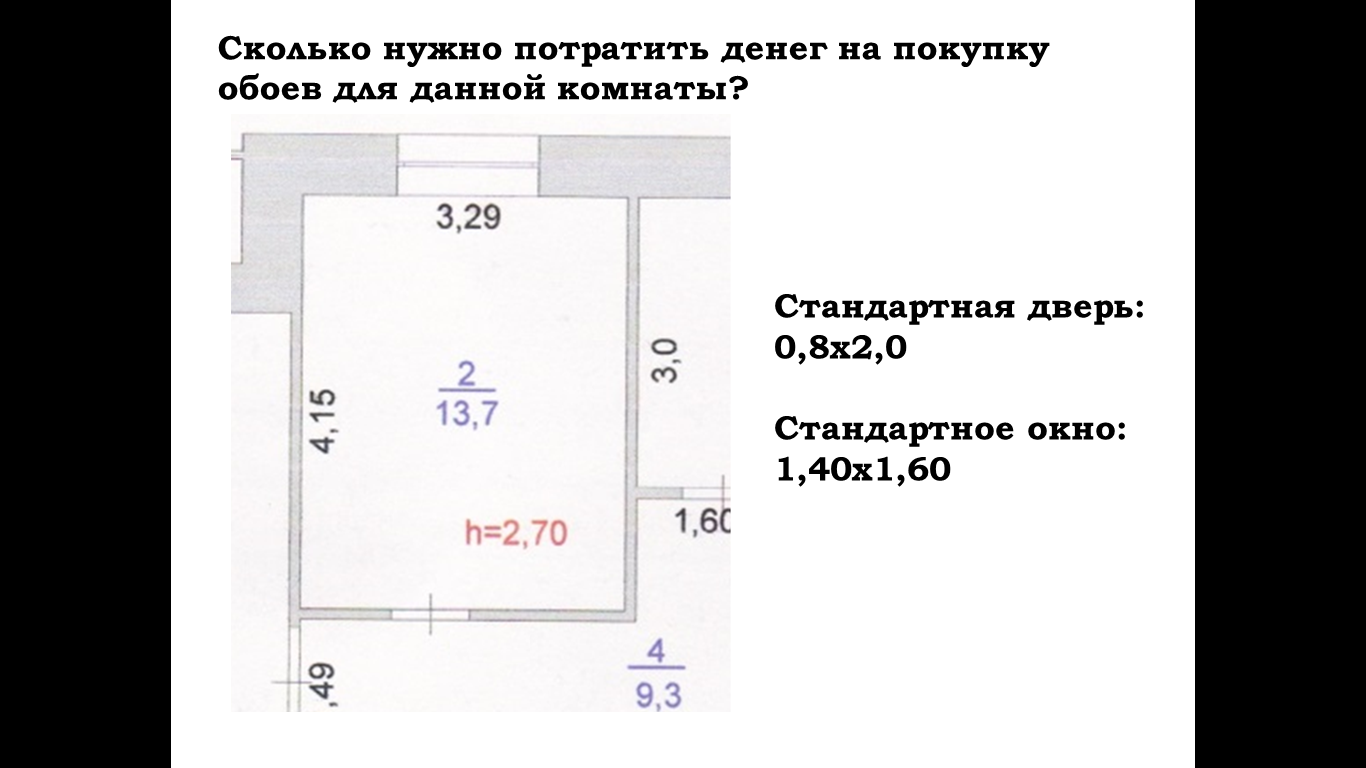 Сколько нужно потратить денег на покупку
обоев для данной комнаты?
3,29
Стандартная дверь:
0,8х2,0
3,0
2
13,7
4,15
Стандартное окно:
1,40х1,60
h=2,70
1,60
4
9,3
,49